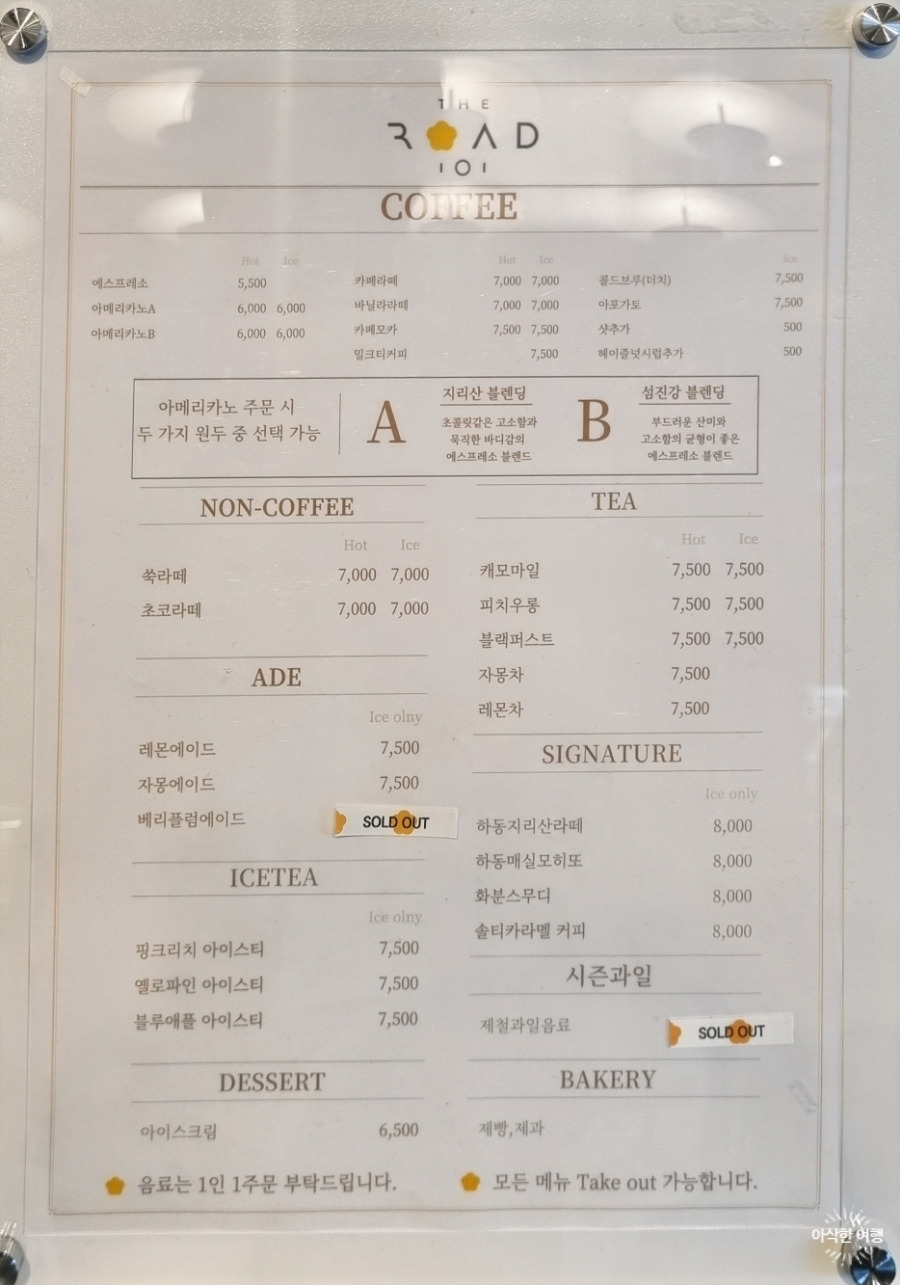 THE
ROAD
101
COFFEE
Hot Ice
에스프레소 5,500
아메리카노A 6,000 6,000
아메리카노B 6,000 6,000
Hot Ice
카페라떼 7,000 7,000
바닐라라떼 7,000 7,000
카페모카 7,500 7,500
밀크티커피 7,500
Ice
콜드브루(더치) 7,500
아포가토 7,500
샷추가 500
헤이즐넛시럽추가 500
아메리카노 주문 시
두 가지 원두 중 선택 가능
A
지리산 블렌딩
초콜릿같은 고소함과
묵직한 바디감의
에스프레소 블렌드
B
섬진강 블렌딩
부드러운 산미와
고소함의 균형이 좋은
에스프레소 블렌드
NON-COFFEE
Hot Ice
쑥라떼 7,000 7,000
초코라떼 7,000 7,000
ADE
Ice olny
레몬에이드 7,500
자몽에이드 7,500
베리플럼에이드 SOLD OUT
ICETEA
Ice olny
핑크리치 아이스티 7,500
옐로파인 아이스티 7,500
블루애플 아이스티 7,500
DESSERT
아이스크림 6,500
TEA
Hot Ice
캐모마일 7,500 7,500
피치우롱 7,500 7,500
블랙퍼스트 7,500 7,500
자몽차 7,500
레몬차 7,500
SIGNATURE
Ice only
하동지리산라떼 8,000
하동매실모히또 8,000
화분스무디 8,000
솔티카라멜 커피 8,000
시즌과일
제철과일음료 SOLD OUT
BAKERY
제빵,제과
음료는 1인 1주문 부탁드립니다.
모든 메뉴 Take out 가능합니다.
아삭한 여행